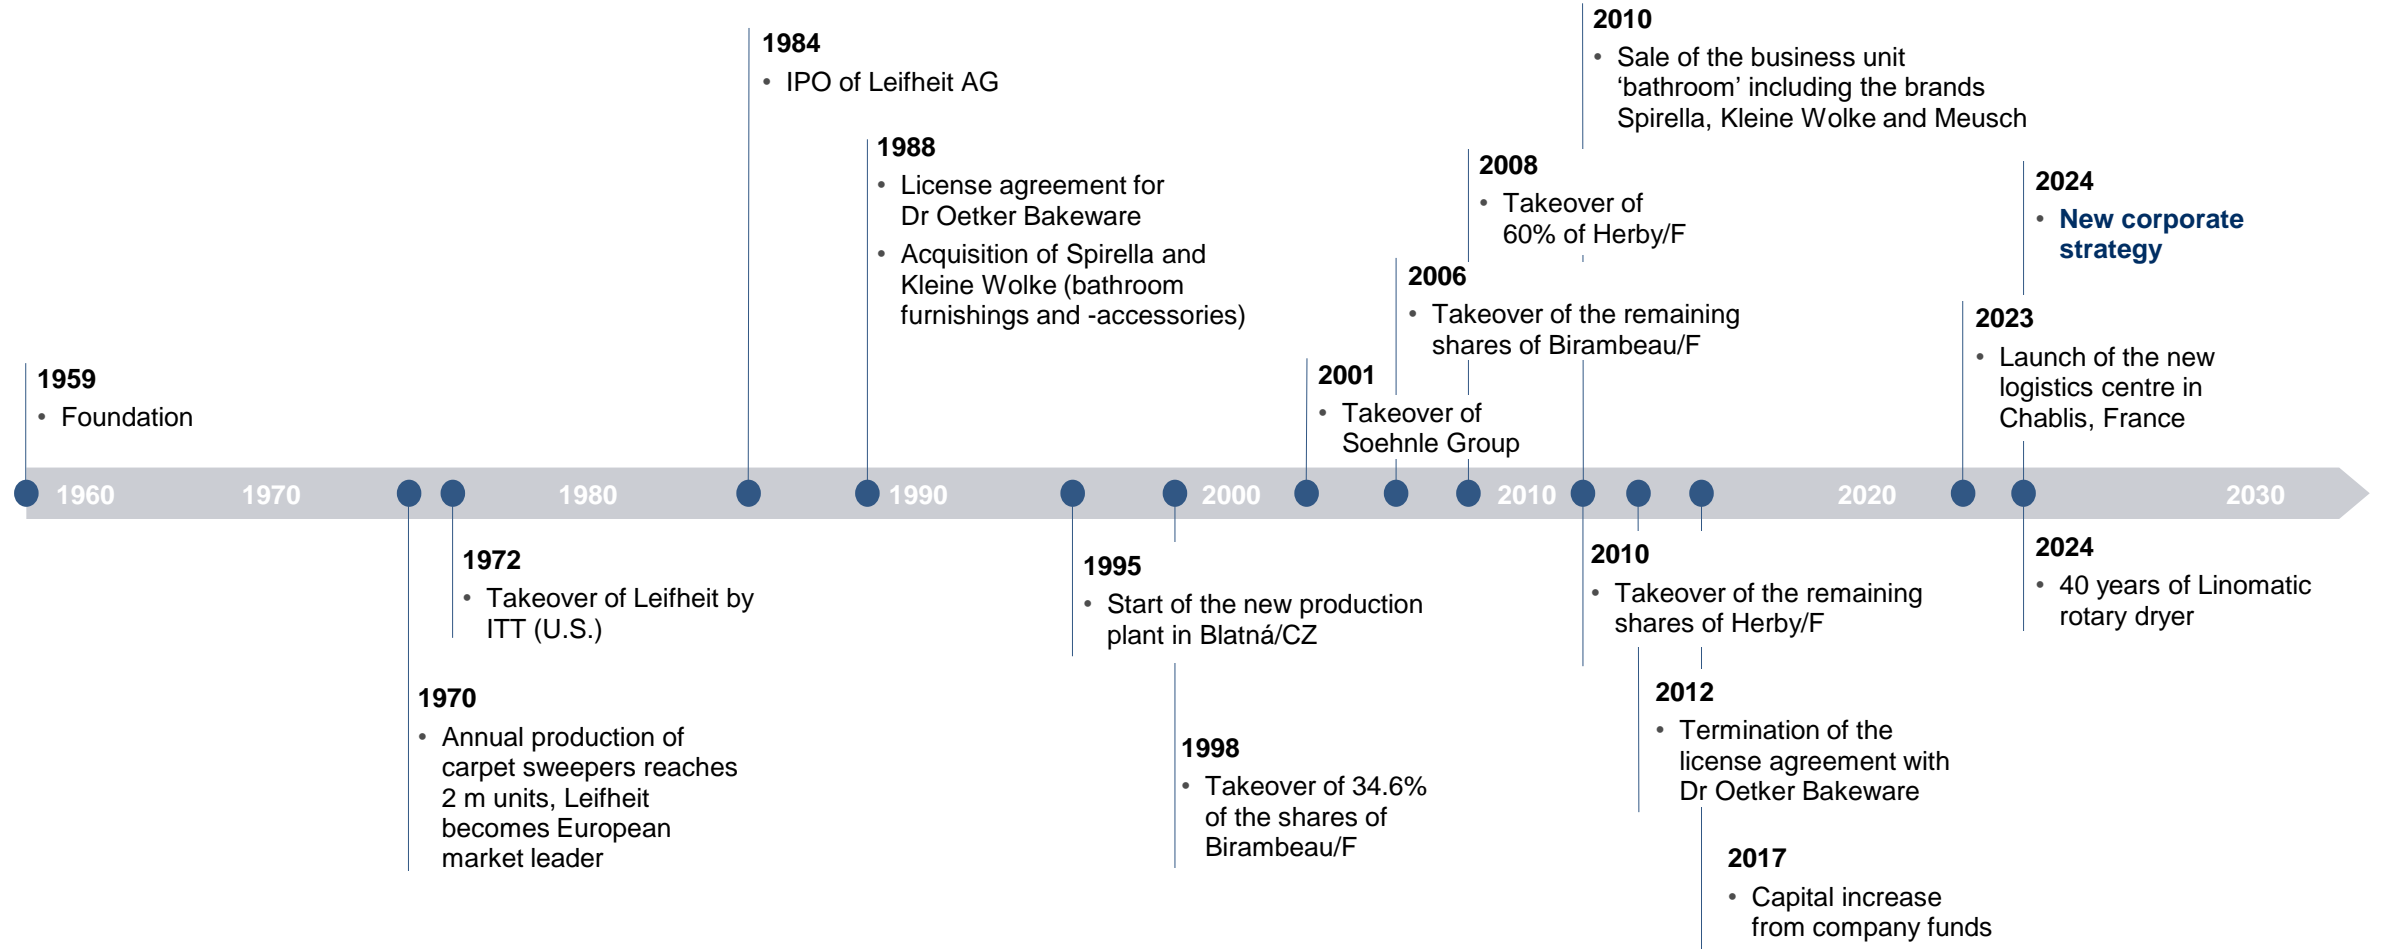 1984
• IPO of Leifheit AG
1988
• License agreement for
Dr Oetker Bakeware
• Acquisition of Spirella and
Kleine Wolke (bathroom
furnishings and -accessories)
2010
• Sale of the business unit
‘bathroom’ including the brands
Spirella, Kleine Wolke and Meusch
2008
• Takeover of
60% of Herby/F
2006
• Takeover of the remaining
shares of Birambeau/F
2001
• Takeover of
Soehnle Group
2024
• New corporate
strategy
2023
• Launch of the new
logistics centre in
Chablis, France
1959
• Foundation
1960 1970 1980 1990 2000 2010 2020 2030
1972
• Takeover of Leifheit by
ITT (U.S.)
1970
• Annual production of
carpet sweepers reaches
2 m units, Leifheit
becomes European
market leader
1995
• Start of the new production
plant in Blatná/CZ
1998
• Takeover of 34.6%
of the shares of
Birambeau/F
2010
• Takeover of the remaining
shares of Herby/F
2012
• Termination of the
license agreement with
Dr Oetker Bakeware
2017
• Capital increase
from company funds
2024
• 40 years of Linomatic
rotary dryer